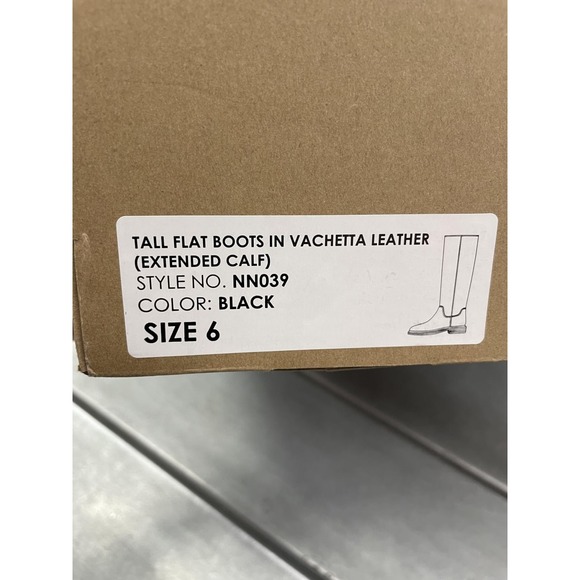 TALL FLAT BOOTS IN VACHETTA LEATHER
(EXTENDED CALF)
STYLE NO. NN039
COLOR: BLACK
SIZE 6